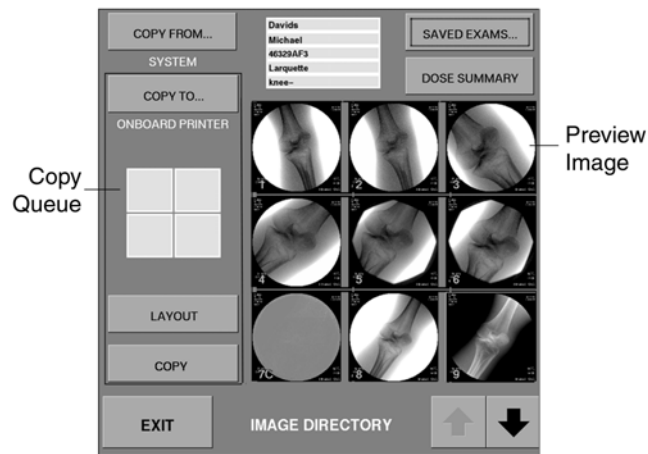 COPY FROM...
SYSTEM
COPY TO...
ONBOARD PRINTER
Copy
Queue
LAYOUT
COPY
EXIT
Davids
Michael
46329AF3
Larquette
knee~
SAVED EXAMS...
DOSE SUMMARY
1
2
3
4
5
6
7C
8
9
Preview
Image
IMAGE DIRECTORY